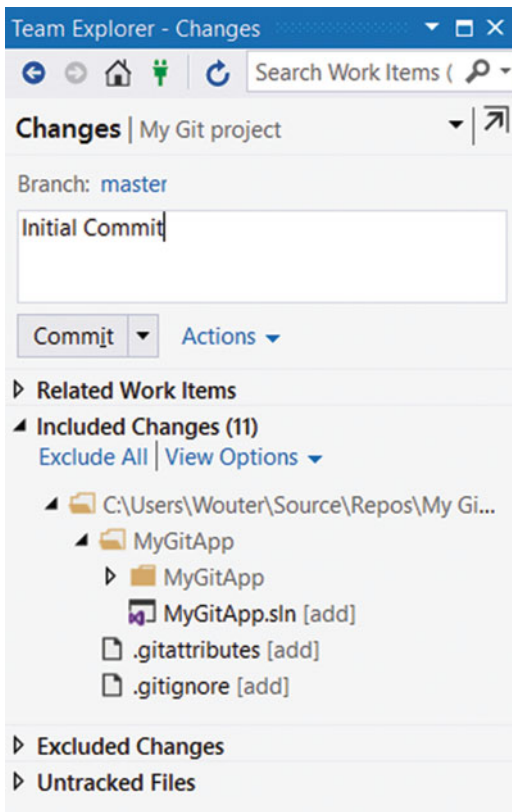 Team Explorer - Changes
Search Work Items (
Changes | My Git project
Branch: master
Initial Commit
Commit Actions
Related Work Items
Included Changes (11)
Exclude All | View Options
C:\Users\Wouter\Source\Repos\My Gi...
MyGitApp
MyGitApp
MyGitApp.sln [add]
.gitattributes [add]
.gitignore [add]
Excluded Changes
Untracked Files